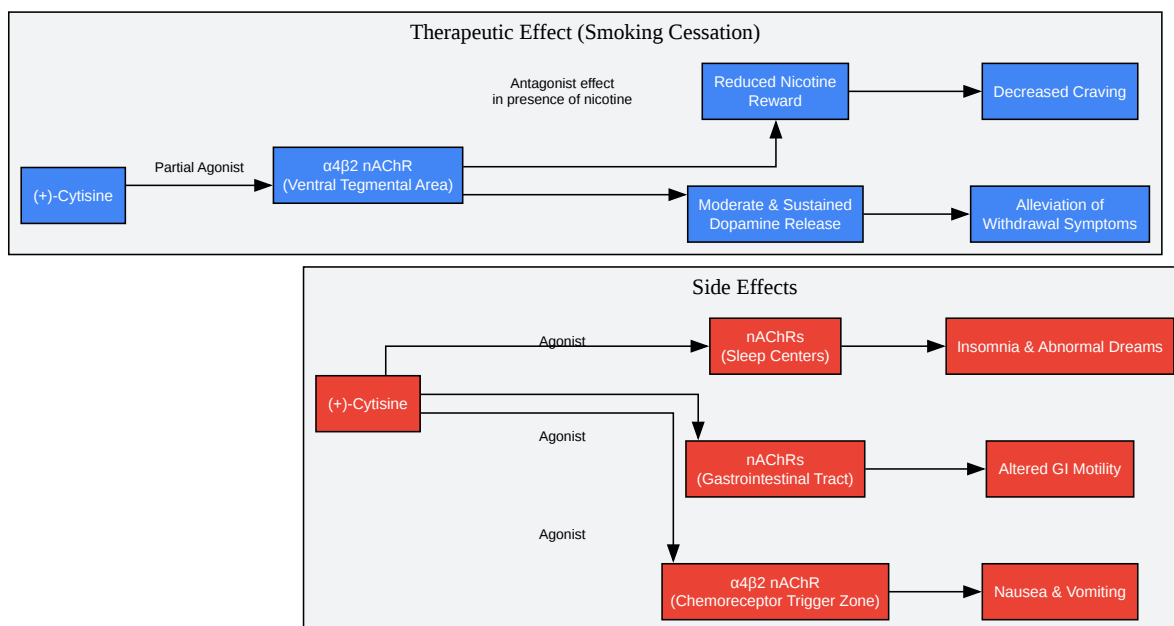 Therapeutic Effect (Smoking Cessation)
Antagonist effect
in presence of nicotine
Reduced Nicotine
Reward
Decreased Craving
(+)-Cytisine
Partial Agonist
α4β2 nAChR
(Ventral Tegmental Area)
Moderate & Sustained
Dopamine Release
Alleviation of
Withdrawal Symptoms
Side Effects
(+)-Cytisine
Agonist
nAChRs
(Sleep Centers)
Insomnia & Abnormal Dreams
Agonist
nAChRs
(Gastrointestinal Tract)
Altered GI Motility
Agonist
α4β2 nAChR
(Chemoreceptor Trigger Zone)
Nausea & Vomiting